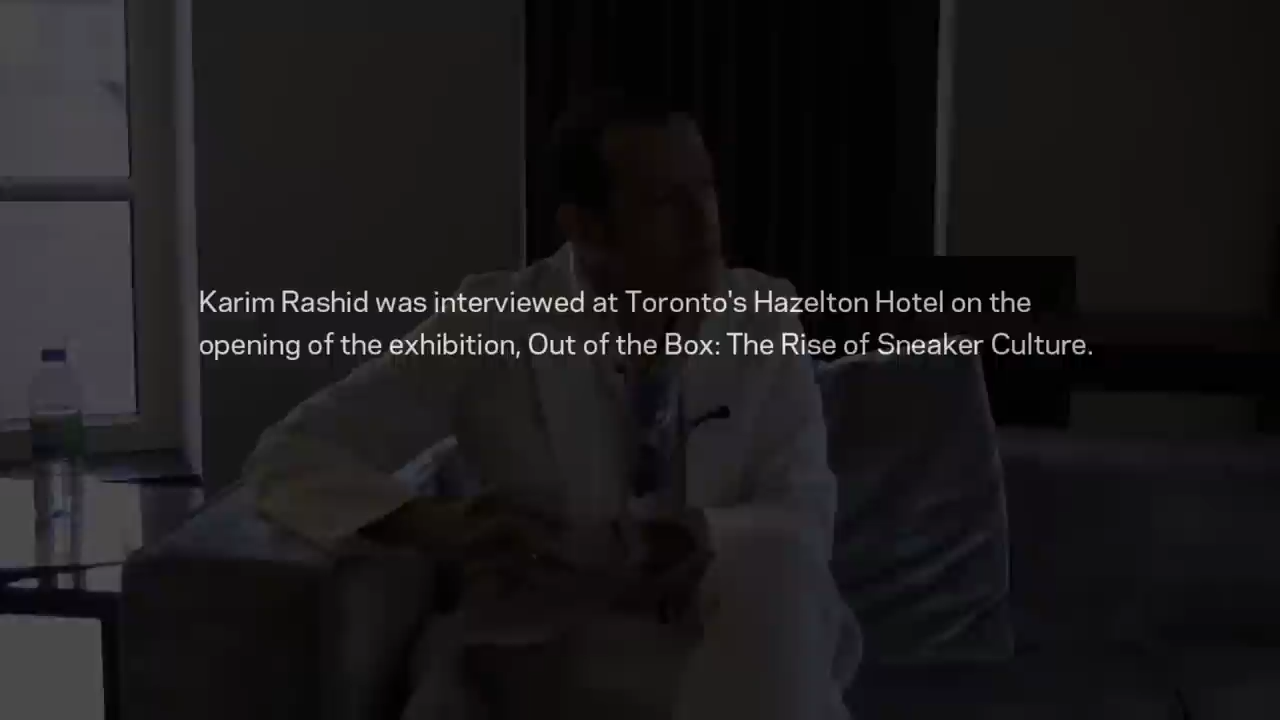 Karim Rashid was interviewed at Toronto's Hazelton Hotel on the
opening of the exhibition, Out of the Box: The Rise of Sneaker Culture.